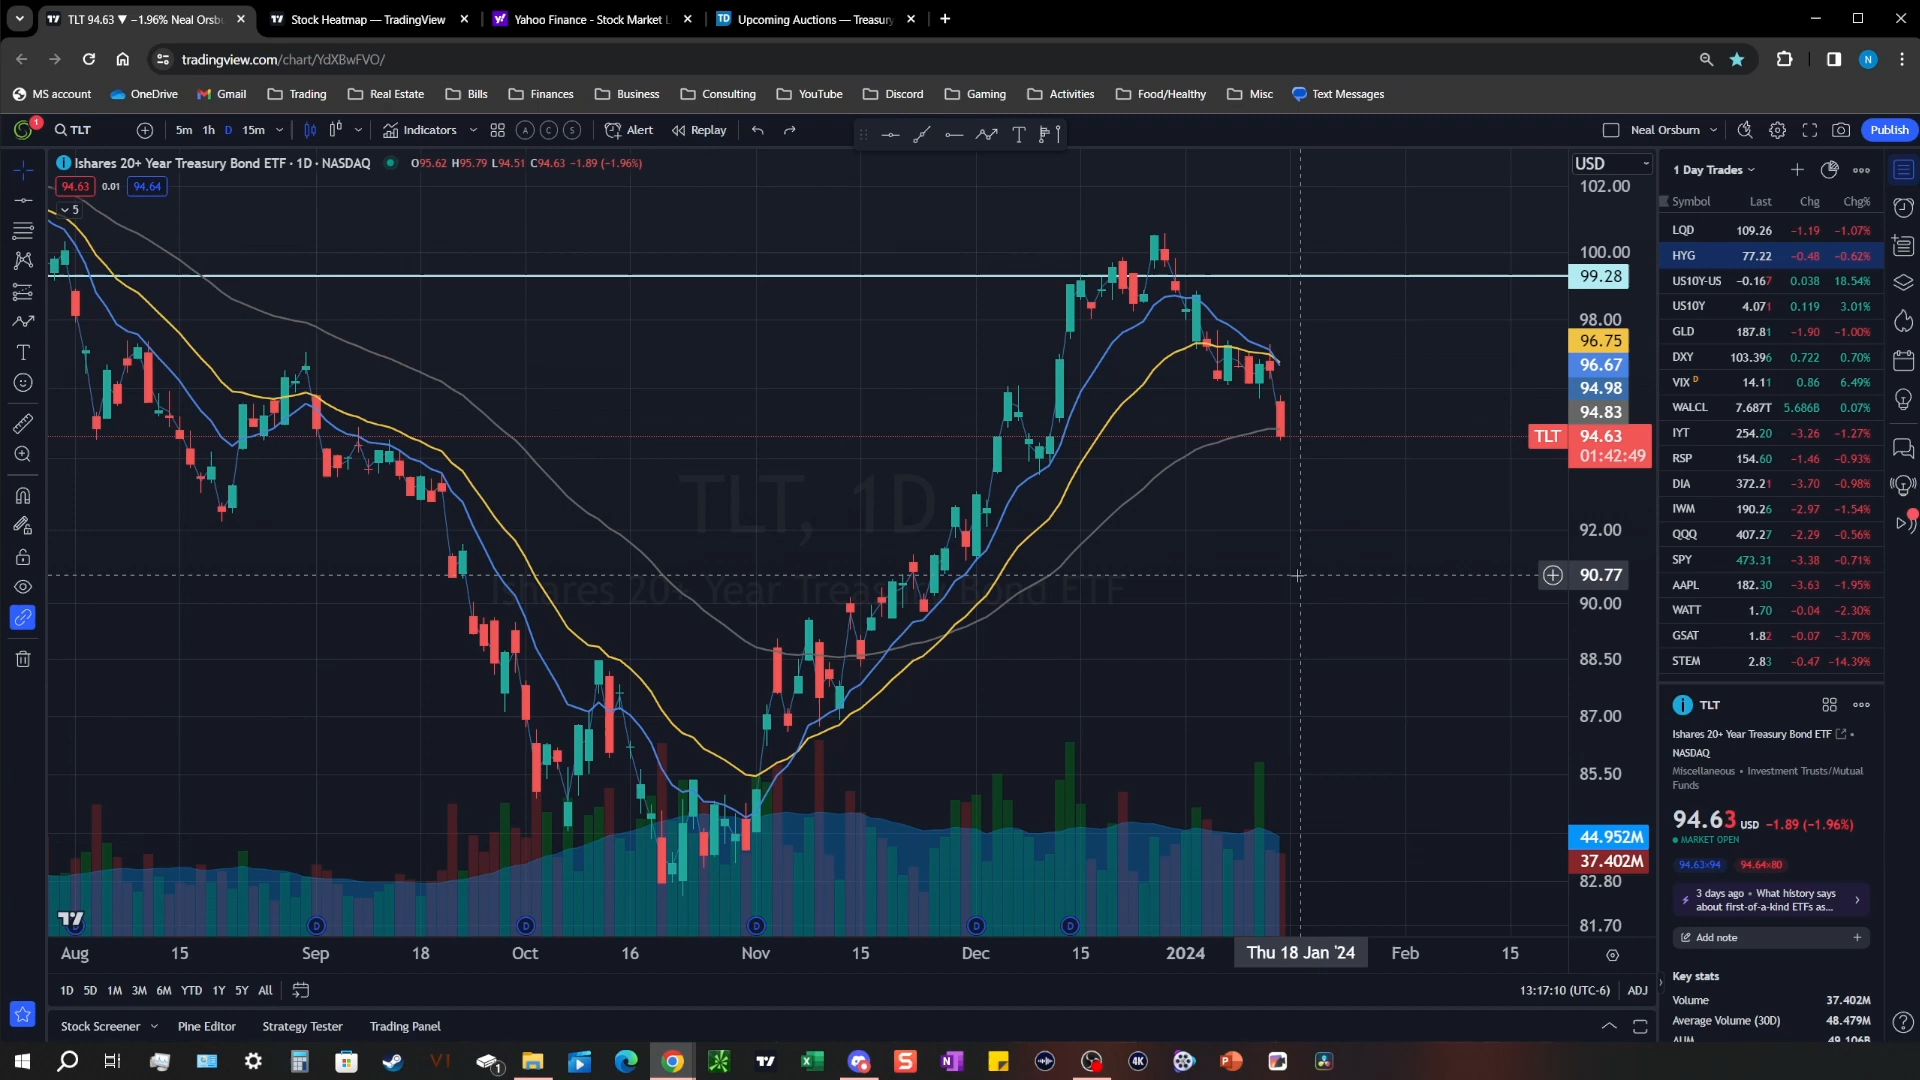 TLT 94.63 ▼ −1.96% Neal Orsb
Stock Heatmap — TradingView
Yahoo Finance - Stock Market L
Upcoming Auctions — Treasury
tradingview.com/chart/YdXBwFVO/
N
MS account
OneDrive
Gmail
Trading
Real Estate
Bills
Finances
Business
Consulting
YouTube
Discord
Gaming
Activities
Food/Healthy
Misc
Text Messages
1
TLT
5m 1h D 15m
Indicators
A C S
Alert
Replay
Neal Orsburn
Publish
Ishares 20+ Year Treasury Bond ETF · 1D · NASDAQ
O95.62 H95.79 L94.51 C94.63 −1.89 (−1.96%)
94.63 0.01 94.64
5
TLT, 1D
Ishares 20+ Year Treasury Bond ETF
USD
102.00
100.00
99.28
98.00
96.75
96.67
94.98
94.83
TLT 94.63
01:42:49
92.00
90.77
90.00
88.50
87.00
85.50
44.952M
37.402M
82.80
81.70
D D D D D
Aug 15 Sep 18 Oct 16 Nov 15 Dec 15 2024 Thu 18 Jan '24 Feb 15
1D 5D 1M 3M 6M YTD 1Y 5Y All
13:17:10 (UTC-6) ADJ
Stock Screener
Pine Editor
Strategy Tester
Trading Panel
1 Day Trades
Symbol Last Chg Chg%
LQD 109.26 −1.19 −1.07%
HYG 77.22 −0.48 −0.62%
US10Y-US −0.167 0.038 18.54%
US10Y 4.071 0.119 3.01%
GLD 187.81 −1.90 −1.00%
DXY 103.396 0.722 0.70%
VIX D 14.11 0.86 6.49%
WALCL 7.687T 5.686B 0.07%
IYT 254.20 −3.26 −1.27%
RSP 154.60 −1.46 −0.93%
DIA 372.21 −3.70 −0.98%
IWM 190.26 −2.97 −1.54%
QQQ 407.27 −2.29 −0.56%
SPY 473.31 −3.38 −0.71%
AAPL 182.30 −3.63 −1.95%
WATT 1.70 −0.04 −2.30%
GSAT 1.82 −0.07 −3.70%
STEM 2.83 −0.47 −14.39%
TLT
Ishares 20+ Year Treasury Bond ETF •
NASDAQ
Miscellaneous • Investment Trusts/Mutual
Funds
94.63 USD −1.89 (−1.96%)
MARKET OPEN
94.63×94 94.64×80
3 days ago • What history says
about first-of-a-kind ETFs as...
Add note
Key stats
Volume 37.402M
Average Volume (30D) 48.479M
AUM 49.106B
1
4K